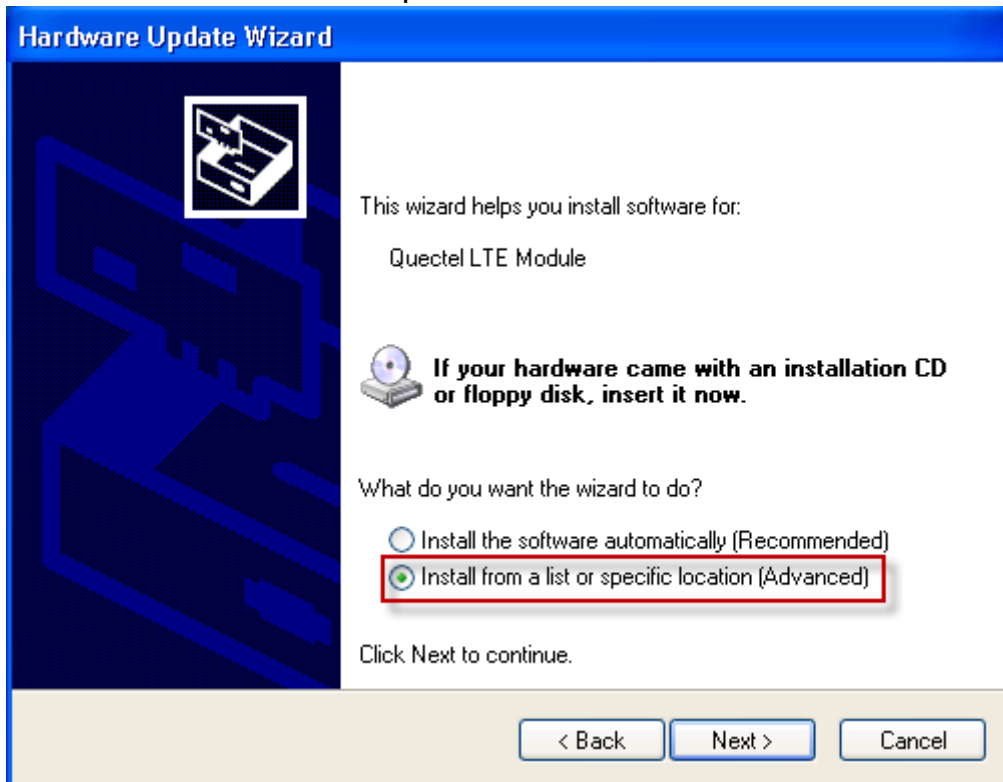 Hardware Update Wizard
This wizard helps you install software for:
Quectel LTE Module
If your hardware came with an installation CD
or floppy disk, insert it now.
What do you want the wizard to do?
Install the software automatically (Recommended)
Install from a list or specific location (Advanced)
Click Next to continue.
< Back
Next >
Cancel